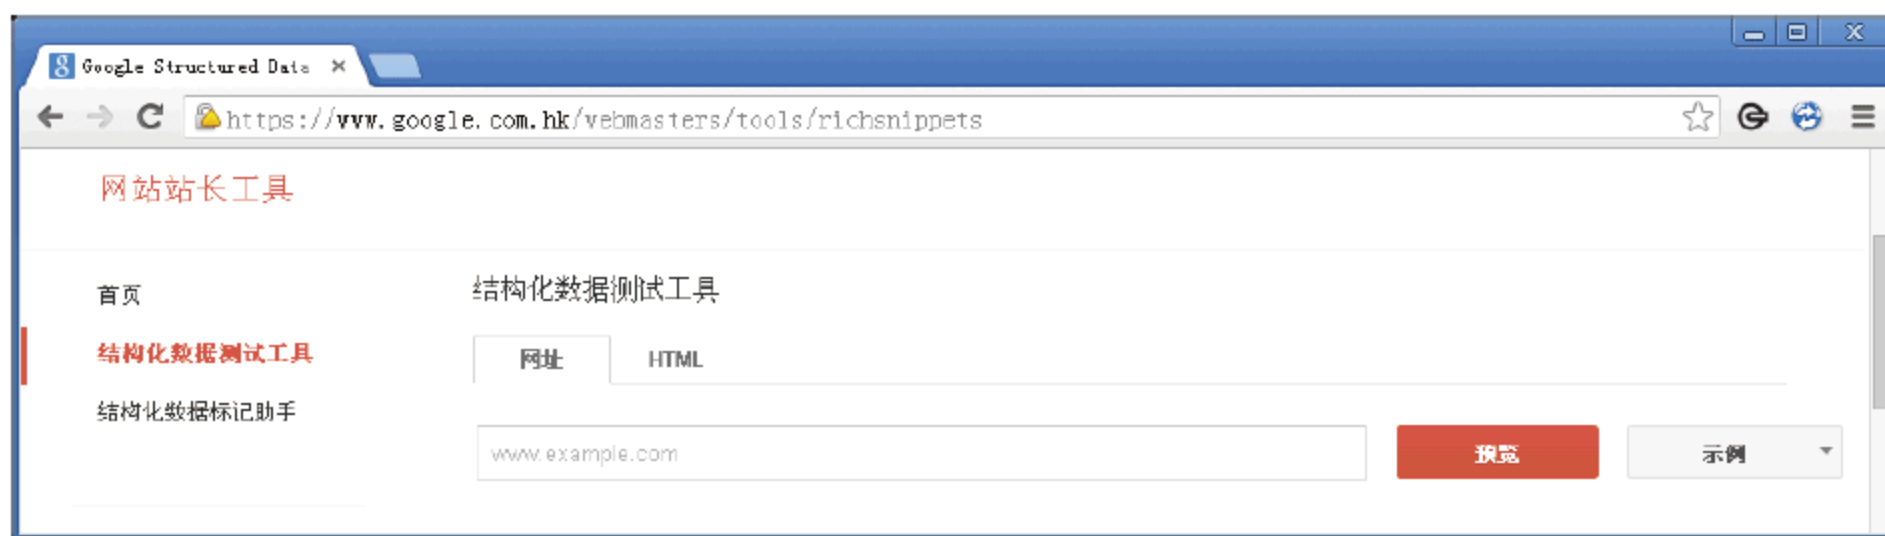 Google Structured Data
https://www.google.com.hk/webmasters/tools/richsnippets
网站站长工具
首页
结构化数据测试工具
结构化数据标记助手
结构化数据测试工具
网址 HTML
www.example.com 预览 示例